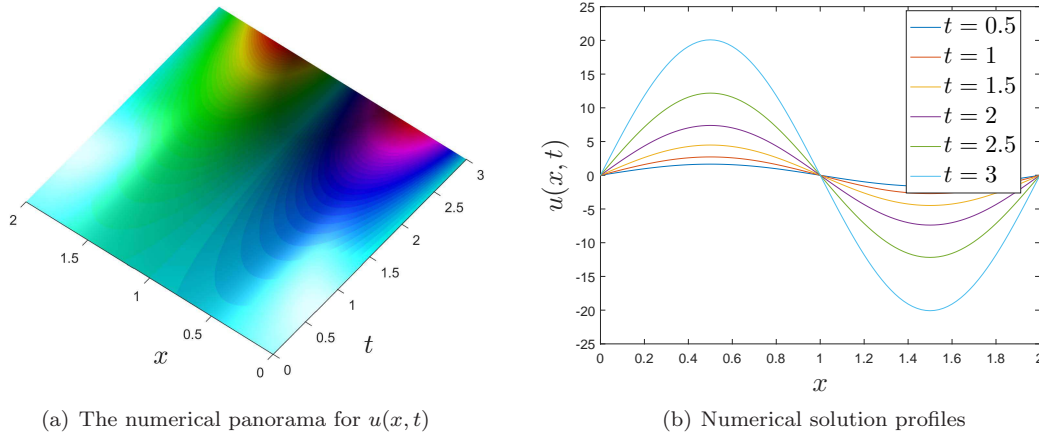 2
1.5
1
0.5
0
x
0
0.5
1
1.5
2
2.5
3
t
(a) The numerical panorama for u(x, t)
25
20
15
10
5
0
-5
-10
-15
-20
-25
u(x, t)
0 0.2 0.4 0.6 0.8 1 1.2 1.4 1.6 1.8 2
x
t = 0.5
t = 1
t = 1.5
t = 2
t = 2.5
t = 3
(b) Numerical solution profiles